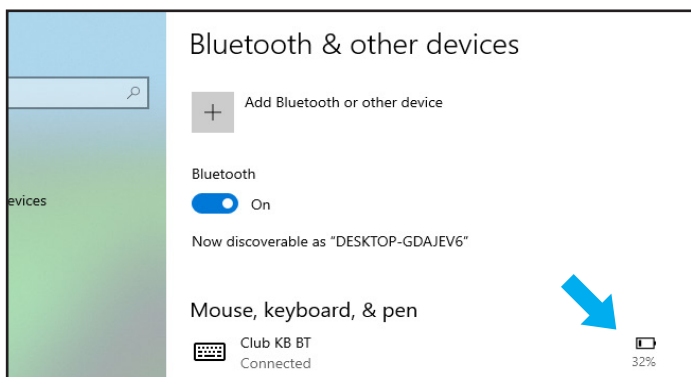 Bluetooth & other devices
Add Bluetooth or other device
evices
Bluetooth
On
Now discoverable as "DESKTOP-GDAJEV6"
Mouse, keyboard, & pen
Club KB BT
Connected
32%